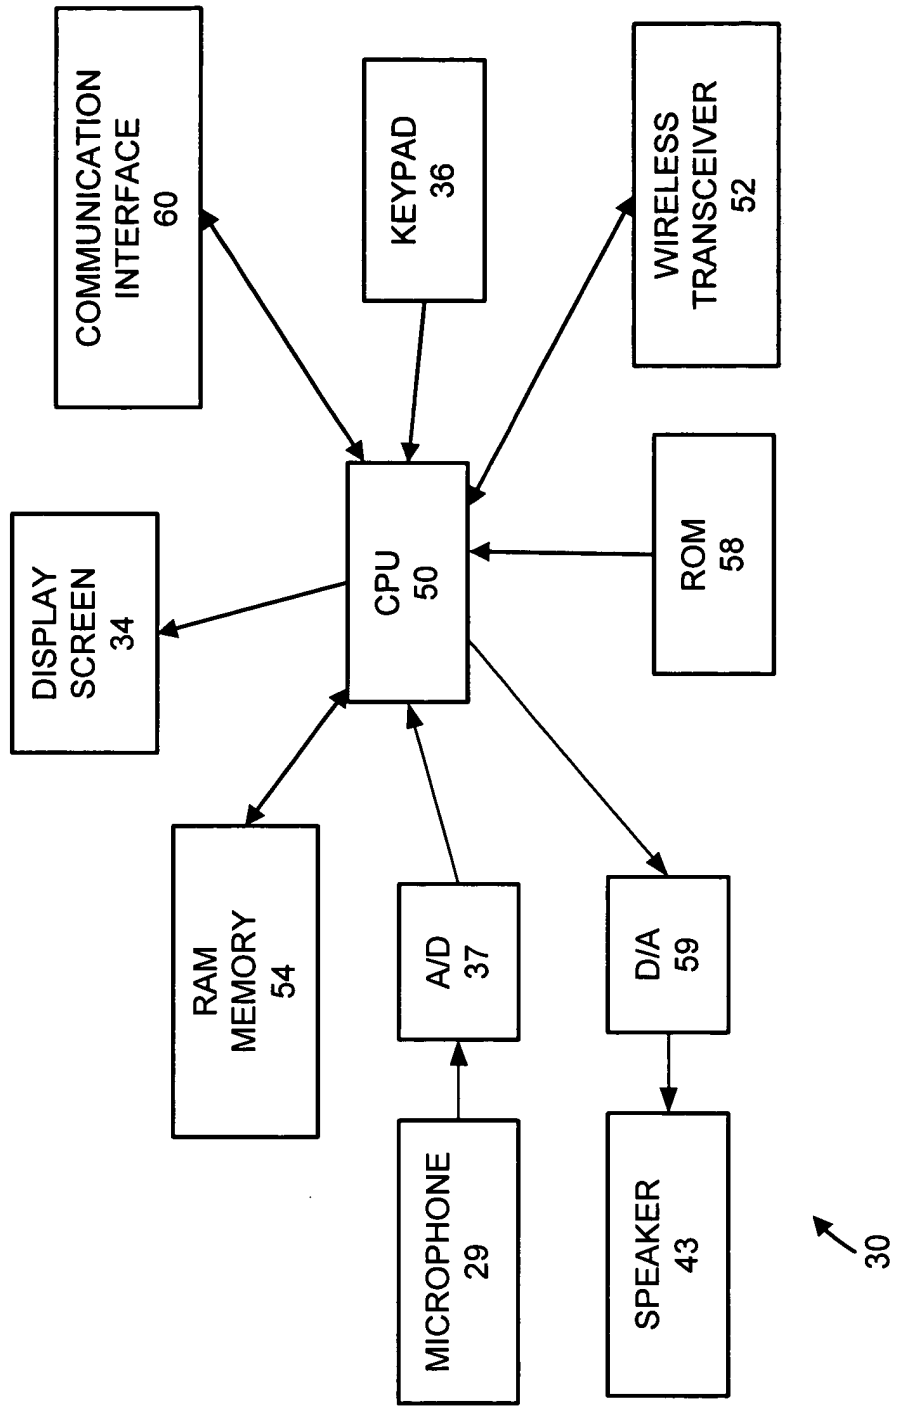 RAM
MEMORY
54
DISPLAY
SCREEN
34
COMMUNICATION
INTERFACE
60
MICROPHONE
29
A/D
37
CPU
50
KEYPAD
36
SPEAKER
43
D/A
59
ROM
58
WIRELESS
TRANSCEIVER
52
30